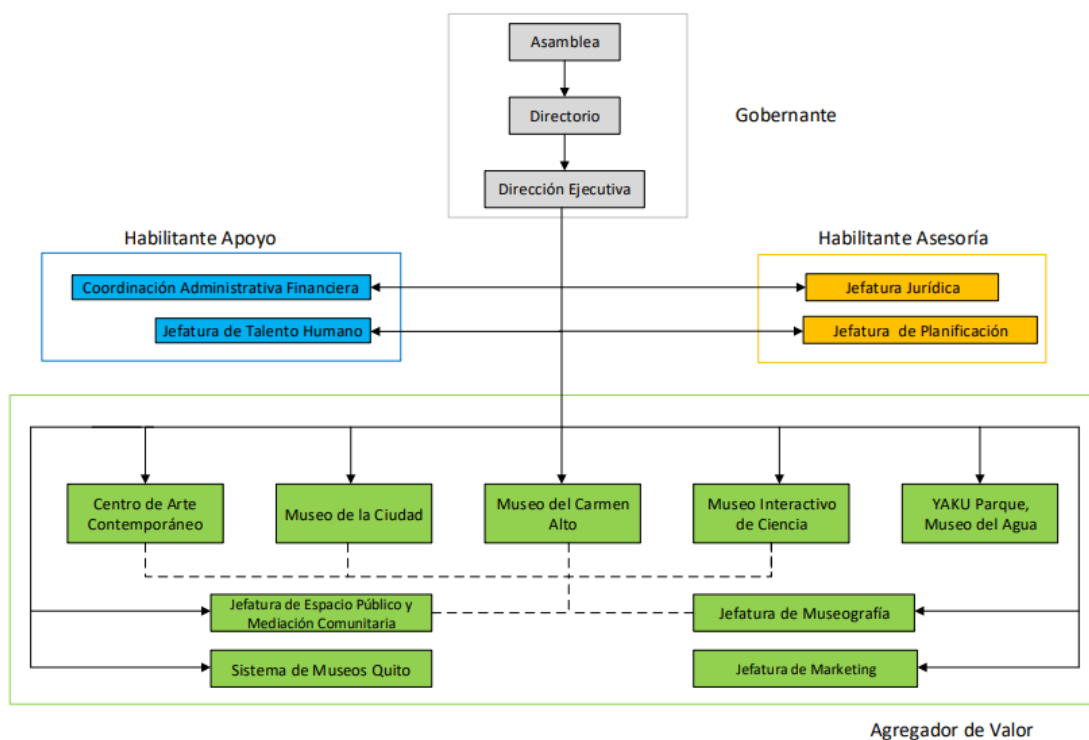 Asamblea
Gobernante
Directorio
Dirección Ejecutiva
Habilitante Apoyo
Habilitante Asesoría
Coordinación Administrativa Financiera
Jefatura Jurídica
Jefatura de Talento Humano
Jefatura de Planificación
Centro de Arte
Contemporáneo
Museo de la Ciudad
Museo del Carmen
Alto
Museo Interactivo
de Ciencia
YAKU Parque,
Museo del Agua
Jefatura de Espacio Público y
Mediación Comunitaria
Jefatura de Museografía
Sistema de Museos Quito
Jefatura de Marketing
Agregador de Valor